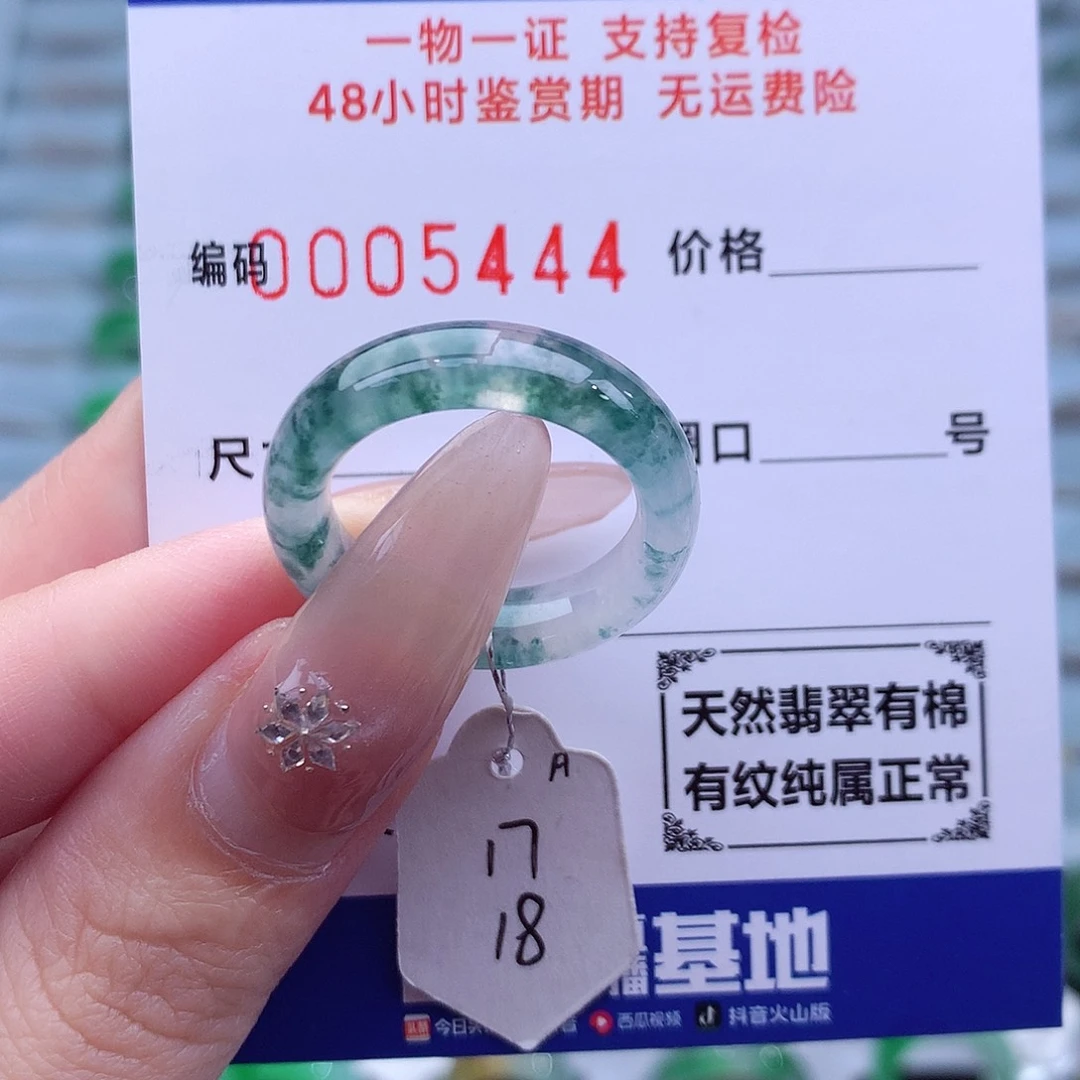 一物一证 支持复检
48小时鉴赏期 无运费险
编码0005444 价格
尺
口 号
天然翡翠有棉
有纹纯属正常
A
17
18
播基地
今日 西瓜视频 抖音火山版